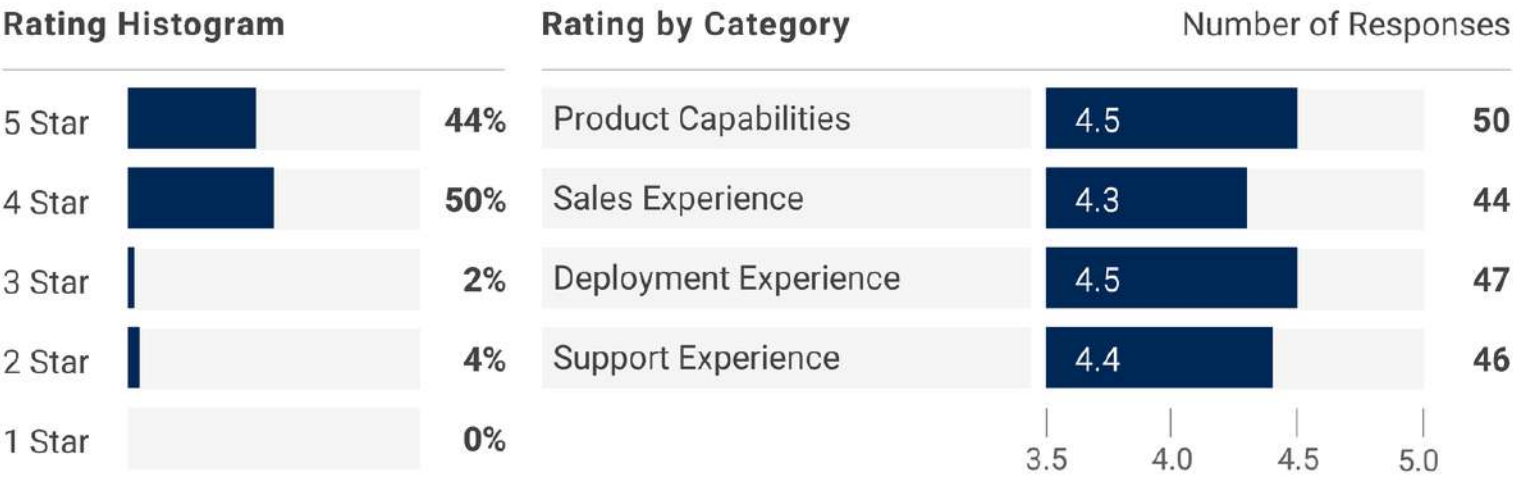 Rating Histogram
5 Star 44%
4 Star 50%
3 Star 2%
2 Star 4%
1 Star 0%
Rating by Category Number of Responses
Product Capabilities 4.5 50
Sales Experience 4.3 44
Deployment Experience 4.5 47
Support Experience 4.4 46
3.5 4.0 4.5 5.0